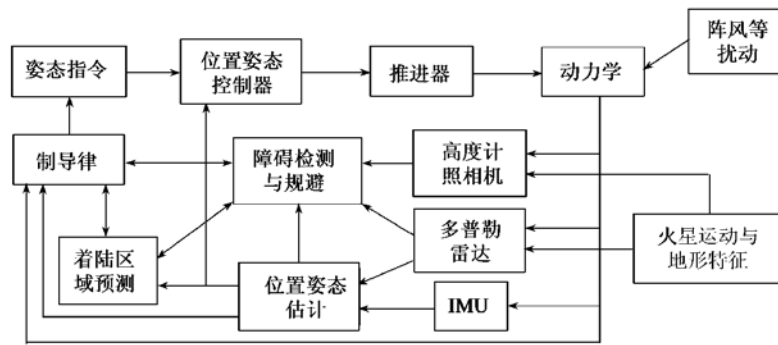 姿态指令
位置姿态
控制器
推进器
动力学
阵风等
扰动
制导律
障碍检测
与规避
高度计
照相机
着陆区
域预测
位置姿态
估计
多普勒
雷达
IMU
火星运动与
地形特征